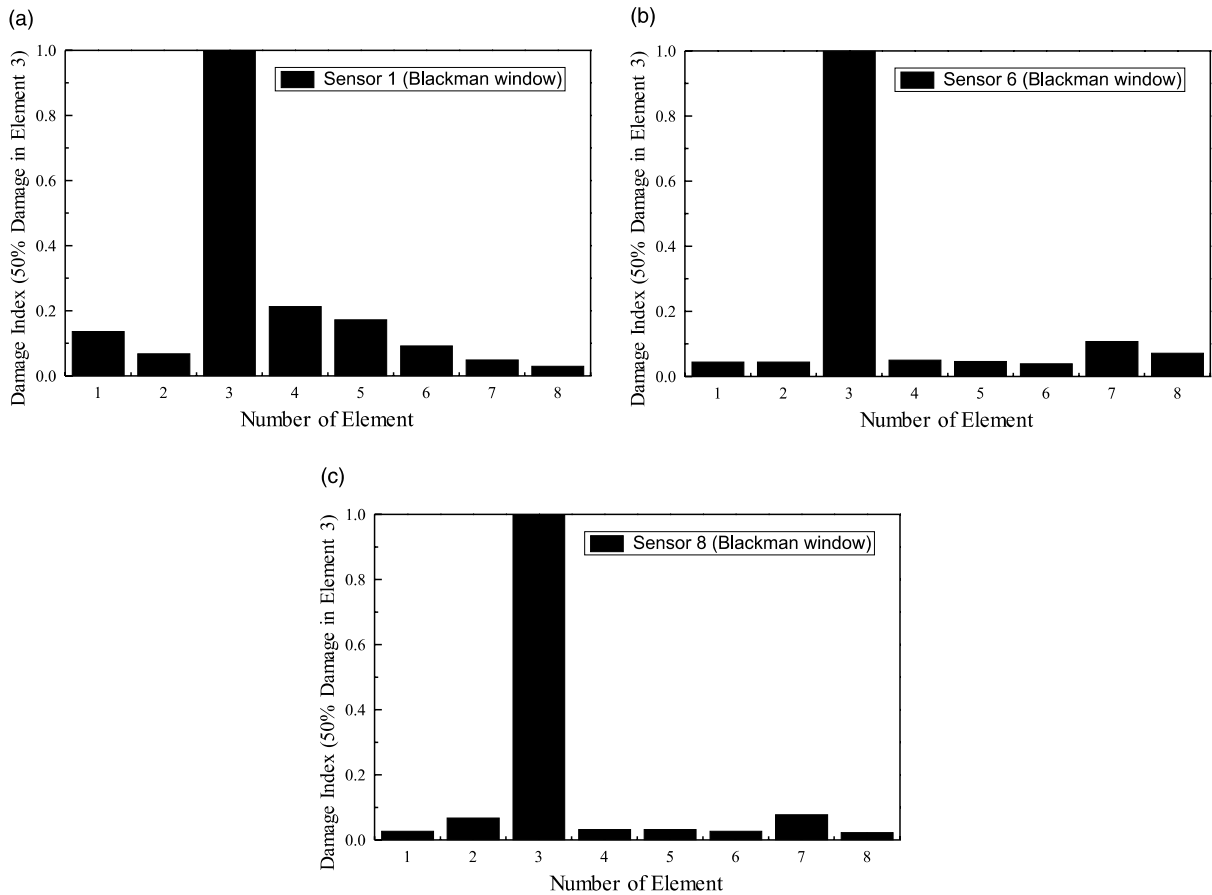 (a)
Damage Index (50% Damage in Element 3)
1.0
0.8
0.6
0.4
0.2
0.0
Sensor 1 (Blackman window)
1 2 3 4 5 6 7 8
Number of Element
(b)
Damage Index (50% Damage in Element 3)
1.0
0.8
0.6
0.4
0.2
0.0
Sensor 6 (Blackman window)
1 2 3 4 5 6 7 8
Number of Element
(c)
Damage Index (50% Damage in Element 3)
1.0
0.8
0.6
0.4
0.2
0.0
Sensor 8 (Blackman window)
1 2 3 4 5 6 7 8
Number of Element